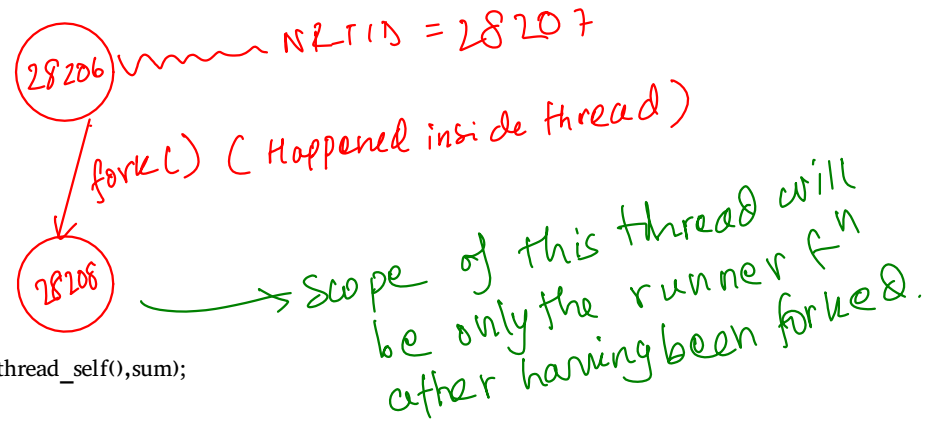 28206
NLTID = 28207
fork() (Happened inside thread)
28208
Scope of this thread will
be only the runner fn
after having been forked.
thread_self(),sum);